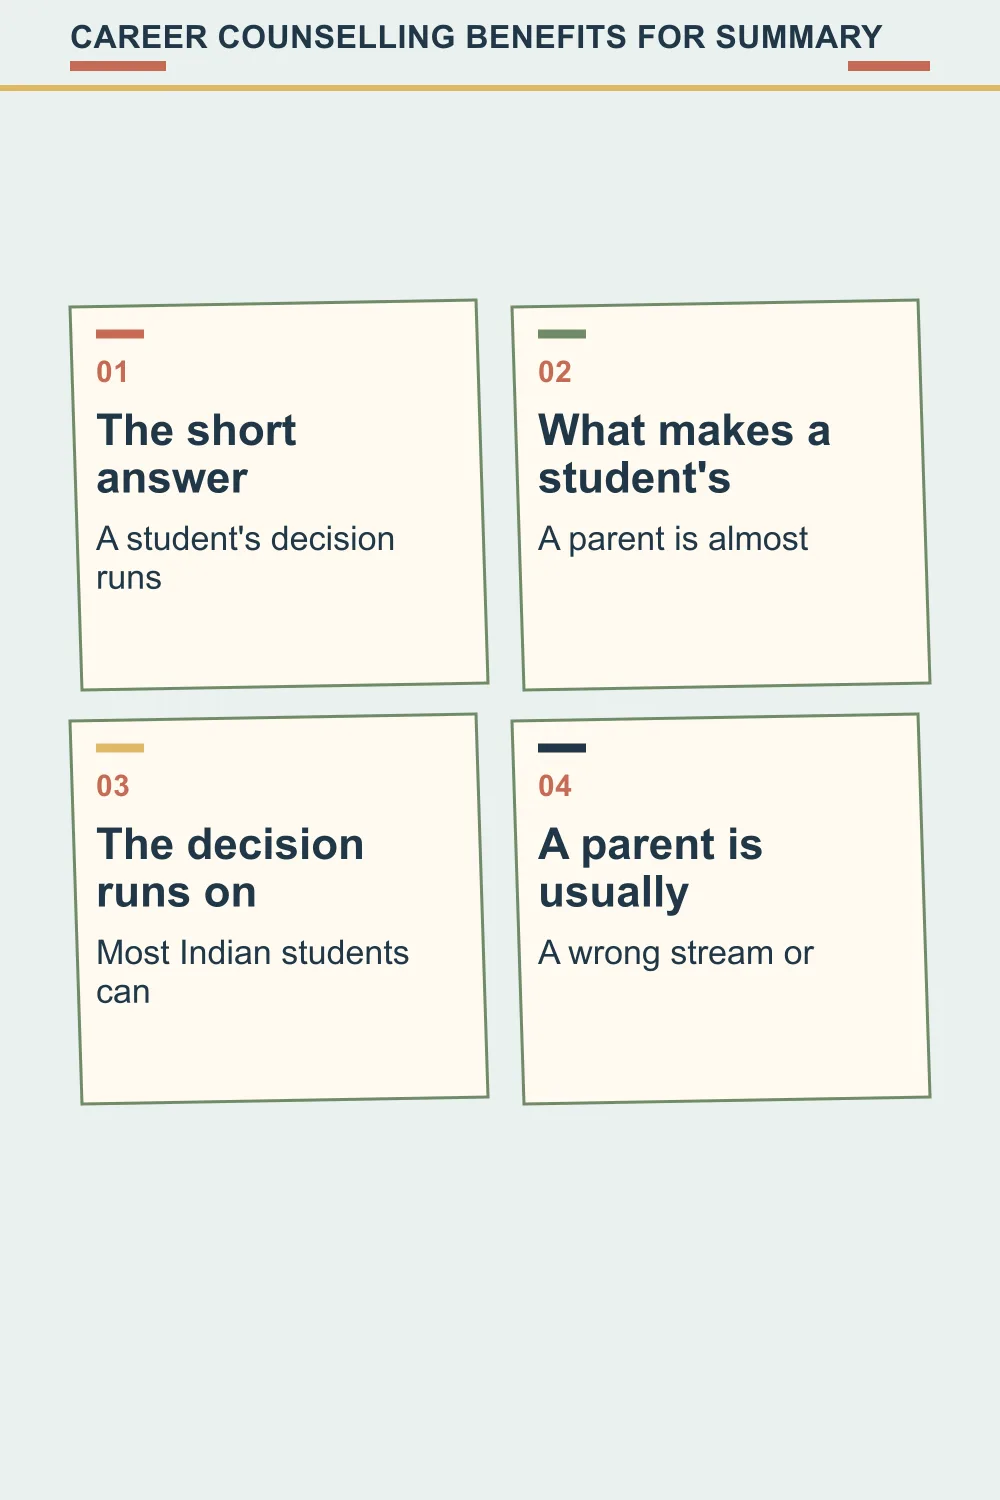 CAREER COUNSELLING BENEFITS FOR SUMMARY
01
The short
answer
A student's decision
runs
02
What makes a
student's
A parent is almost
03
The decision
runs on
Most Indian students
can
04
A parent is
usually
A wrong stream or